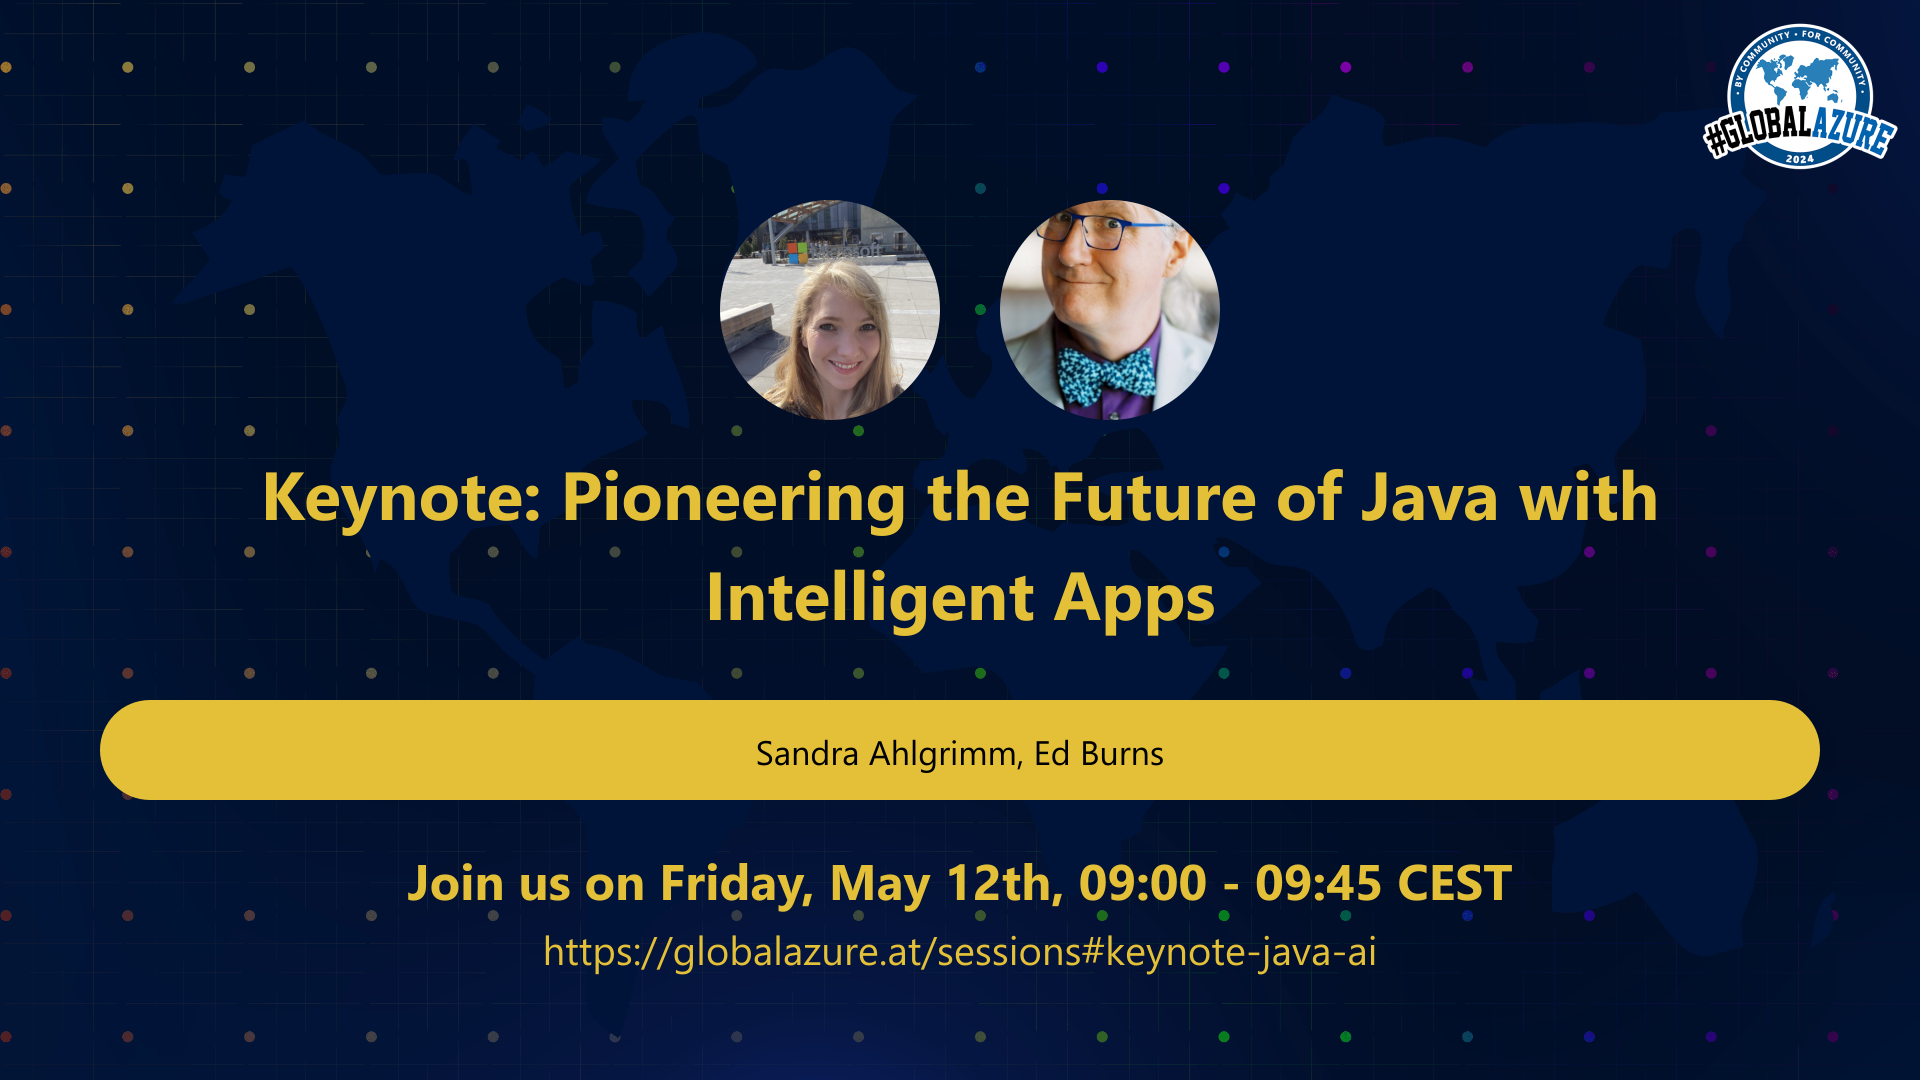 • BY COMMUNITY • FOR COMMUNITY •
#GLOBALAZURE
2024
Microsoft
Keynote: Pioneering the Future of Java with
Intelligent Apps
Sandra Ahlgrimm, Ed Burns
Join us on Friday, May 12th, 09:00 - 09:45 CEST
https://globalazure.at/sessions#keynote-java-ai